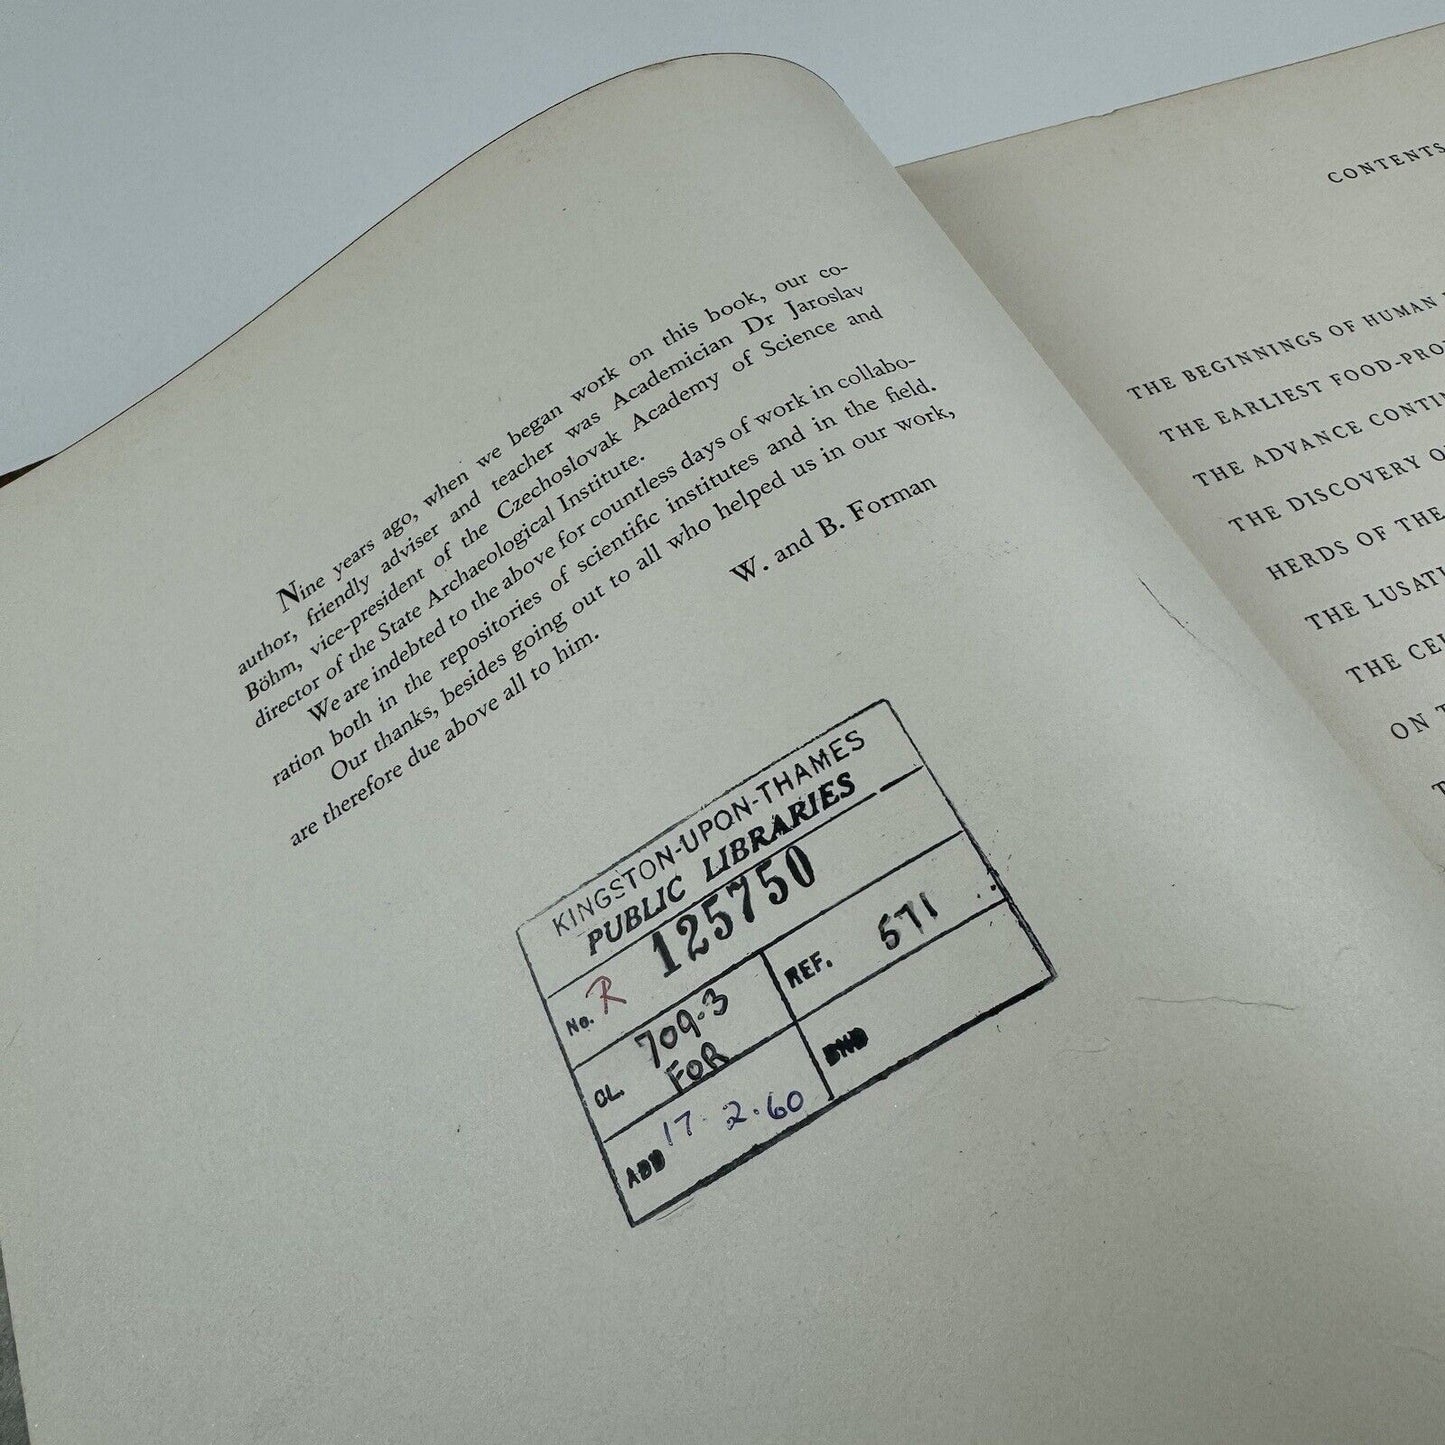 Nine years ago, when we began work on this book, our co-
author, friendly adviser and teacher was Academician Dr Jaroslav
Böhm, vice-president of the Czechoslovak Academy of Science and
director of the State Archaeological Institute.
We are indebted to the above for countless days of work in collabo-
ration both in the repositories of scientific institutes and in the field.
Our thanks, besides going out to all who helped us in our work,
are therefore due above all to him.
W. and B. Forman
KINGSTON-UPON-THAMES
PUBLIC LIBRARIES
No. R 125750
CL. 709.3 FOR
REF. 571
ADD 17.2.60
BND
CONTENTS
THE BEGINNINGS OF HUMAN
THE EARLIEST FOOD-PRO
THE ADVANCE CONTIN
THE DISCOVERY O
HERDS OF THE
THE LUSATI
THE CEL
ON T
T